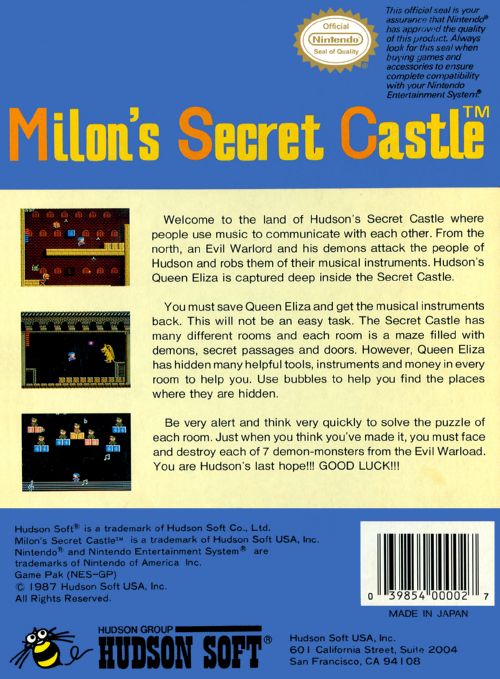 This official seal is your
assurance that Nintendo®
has approved the quality
of this product. Always
look for this seal when
buying games and
accessories to ensure
complete compatibility
with your Nintendo
Entertainment System®.
Official
Nintendo®
Seal of Quality
Milon's Secret Castle™
Welcome to the land of Hudson's Secret Castle where
people use music to communicate with each other. From the
north, an Evil Warlord and his demons attack the people of
Hudson and robs them of their musical instruments. Hudson's
Queen Eliza is captured deep inside the Secret Castle.
You must save Queen Eliza and get the musical instruments
back. This will not be an easy task. The Secret Castle has
many different rooms and each room is a maze filled with
demons, secret passages and doors. However, Queen Eliza
has hidden many helpful tools, instruments and money in every
room to help you. Use bubbles to help you find the places
where they are hidden.
Be very alert and think very quickly to solve the puzzle of
each room. Just when you think you've made it, you must face
and destroy each of 7 demon-monsters from the Evil Warload.
You are Hudson's last hope!!! GOOD LUCK!!!
Hudson Soft® is a trademark of Hudson Soft Co., Ltd.
Milon's Secret Castle™ is a trademark of Hudson Soft USA, Inc.
Nintendo® and Nintendo Entertainment System® are
trademarks of Nintendo of America Inc.
Game Pak (NES-GP)
© 1987 Hudson Soft USA, Inc.
All Rights Reserved.
0 39854 00002 7
MADE IN JAPAN
HUDSON GROUP
HUDSON SOFT®
Hudson Soft USA, Inc.
601 California Street, Suite 2004
San Francisco, CA 94108